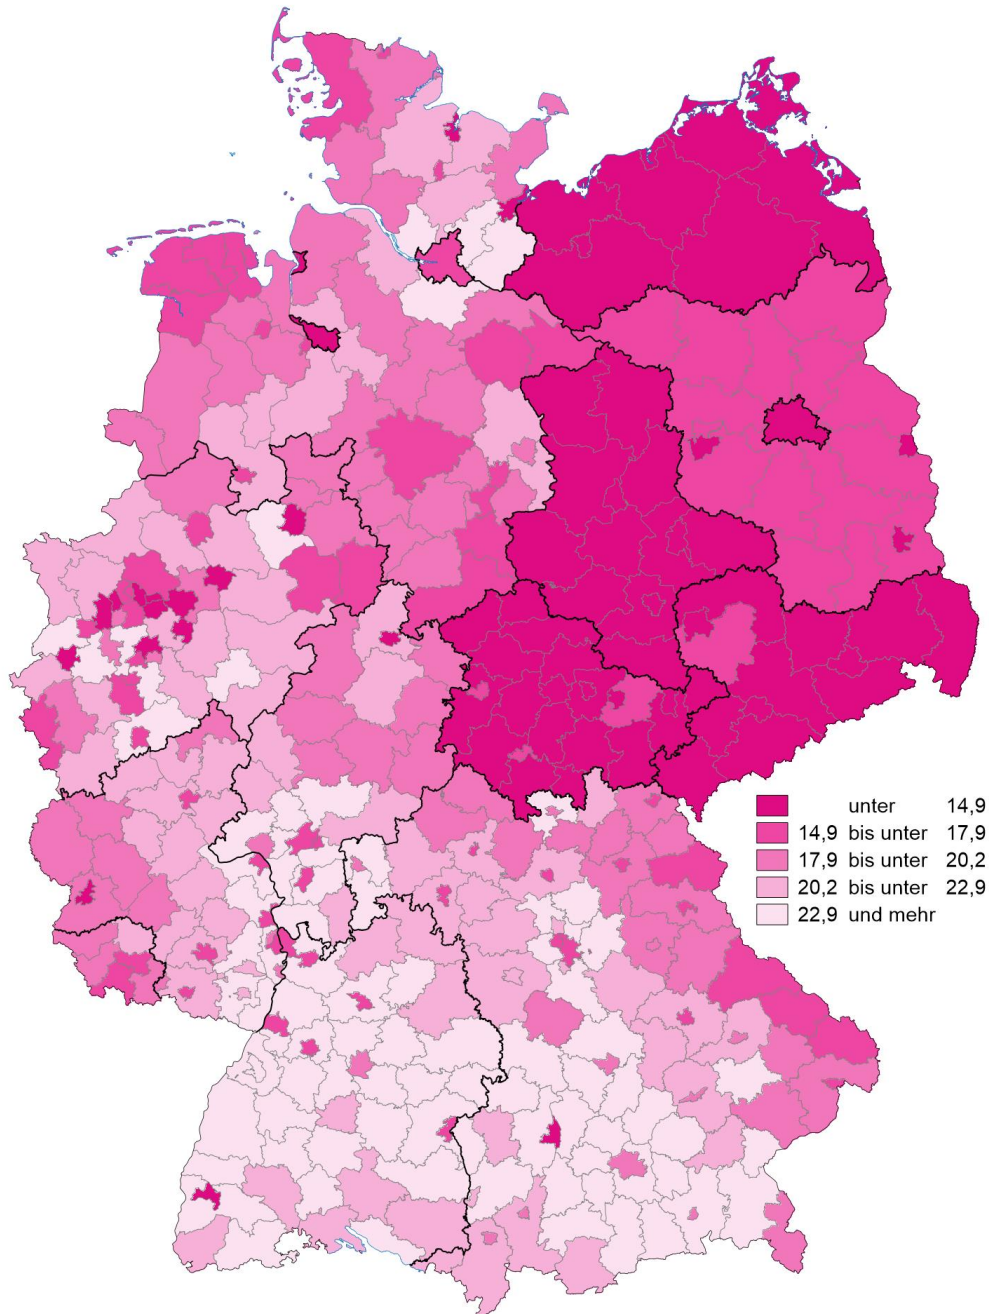 unter 14,9
14,9 bis unter 17,9
17,9 bis unter 20,2
20,2 bis unter 22,9
22,9 und mehr